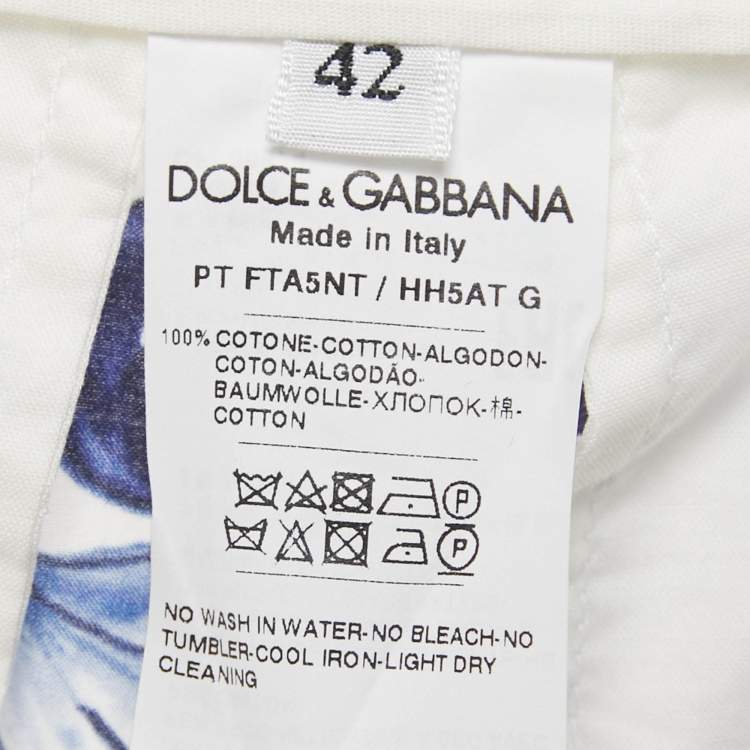 42
DOLCE & GABBANA
Made in Italy
PT FTA5NT / HH5AT G
100% COTONE-COTTON-ALGODON-
COTON-ALGODÃO-
BAUMWOLLE-ХЛОПОК-棉-
COTTON
P
P
NO WASH IN WATER-NO BLEACH-NO
TUMBLER-COOL IRON-LIGHT DRY
CLEANING